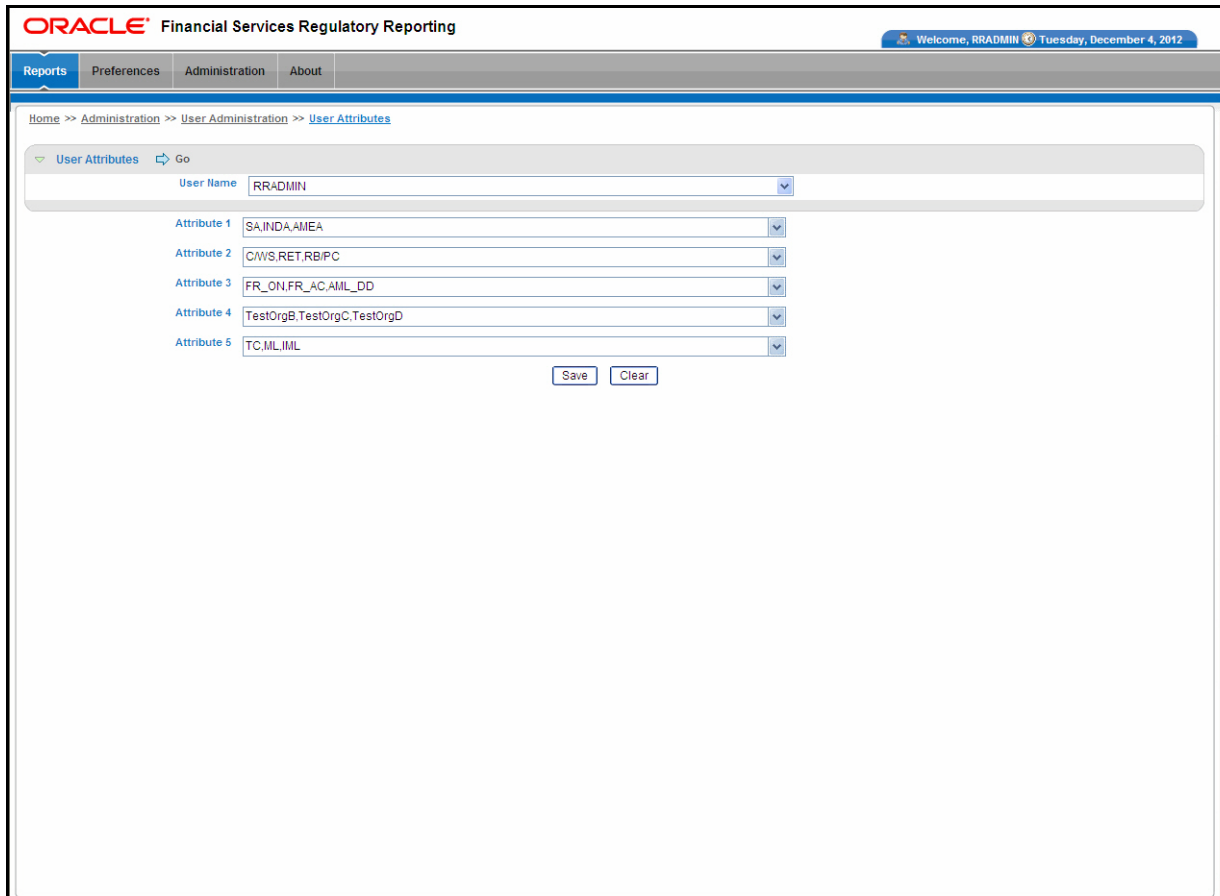 ORACLE Financial Services Regulatory Reporting
Welcome, RRADMIN Tuesday, December 4, 2012
Reports Preferences Administration About
Home >> Administration >> User Administration >> User Attributes
User Attributes Go
User Name RRADMIN
Attribute 1 SA,INDA,AMEA
Attribute 2 C/WS,RET,RB/PC
Attribute 3 FR_ON,FR_AC,AML_DD
Attribute 4 TestOrgB,TestOrgC,TestOrgD
Attribute 5 TC,ML,IML
Save Clear